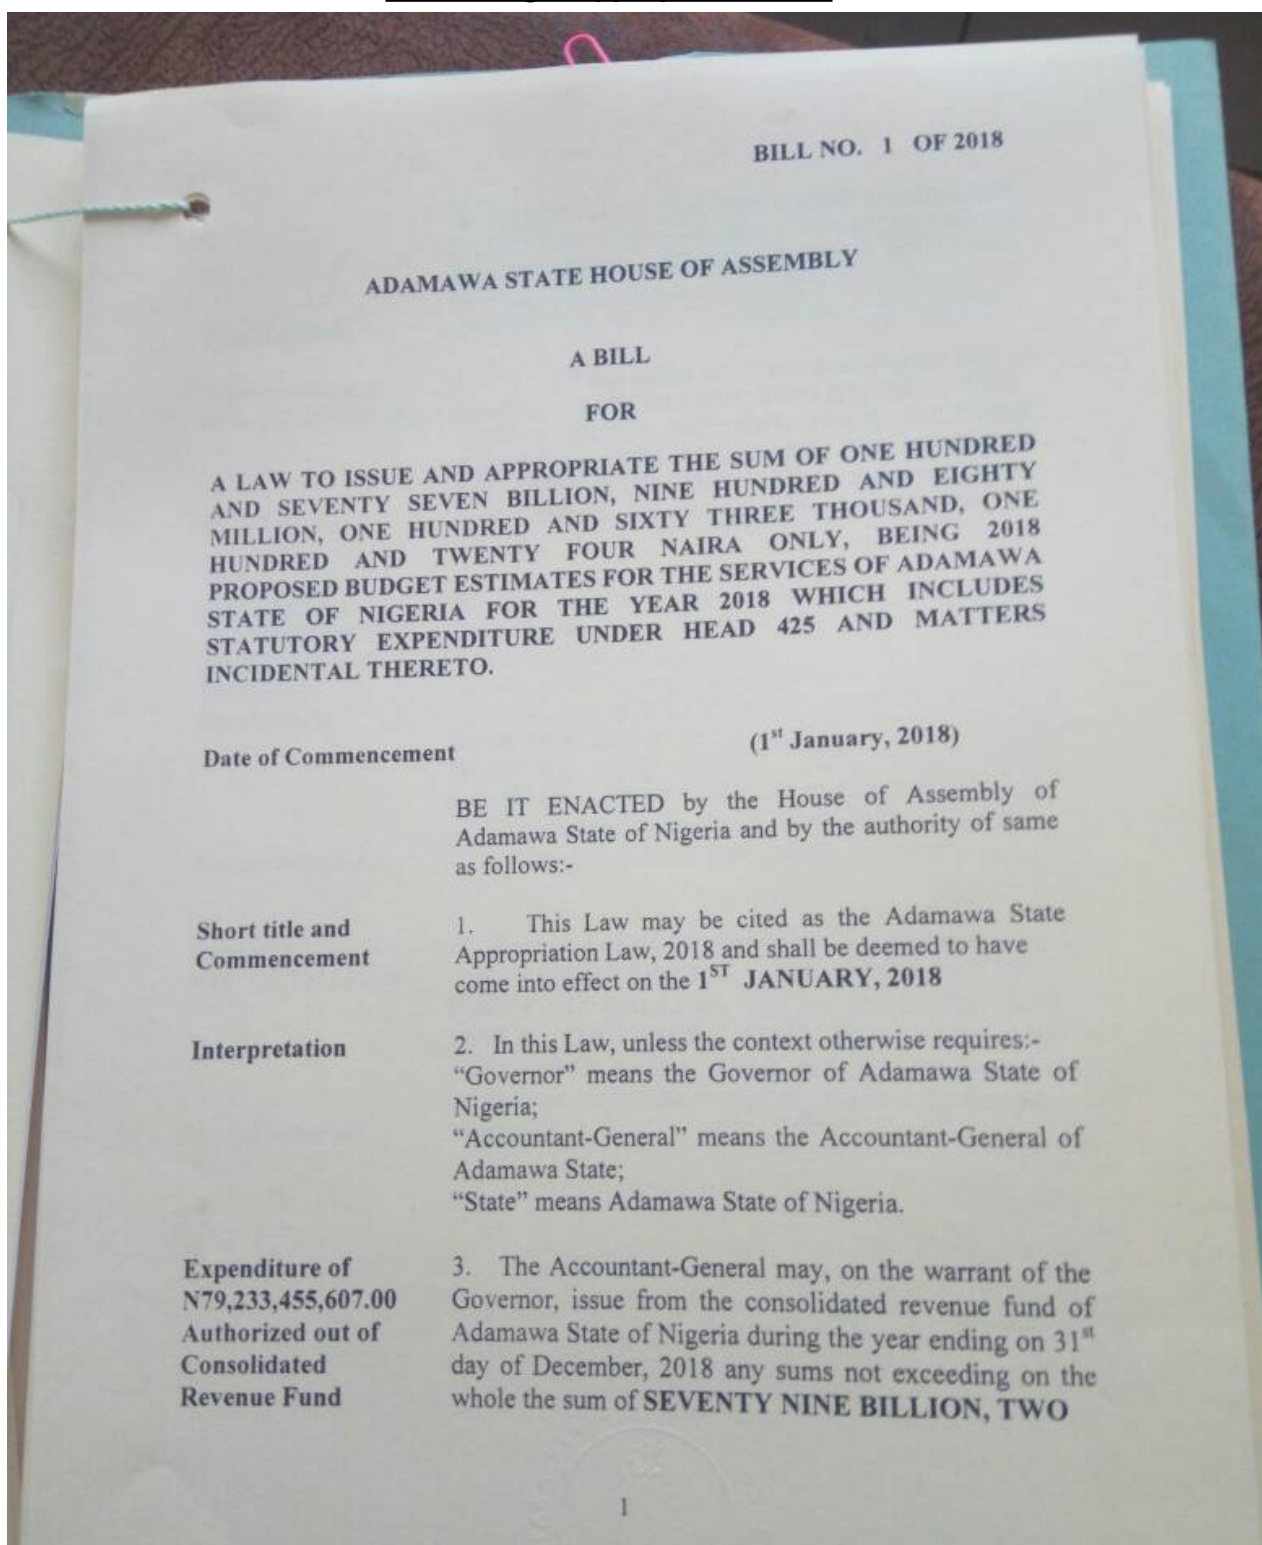 BILL NO. 1 OF 2018
ADAMAWA STATE HOUSE OF ASSEMBLY
A BILL
FOR
A LAW TO ISSUE AND APPROPRIATE THE SUM OF ONE HUNDRED
AND SEVENTY SEVEN BILLION, NINE HUNDRED AND EIGHTY
MILLION, ONE HUNDRED AND SIXTY THREE THOUSAND, ONE
HUNDRED AND TWENTY FOUR NAIRA ONLY, BEING 2018
PROPOSED BUDGET ESTIMATES FOR THE SERVICES OF ADAMAWA
STATE OF NIGERIA FOR THE YEAR 2018 WHICH INCLUDES
STATUTORY EXPENDITURE UNDER HEAD 425 AND MATTERS
INCIDENTAL THERETO.
Date of Commencement (1st January, 2018)
BE IT ENACTED by the House of Assembly of
Adamawa State of Nigeria and by the authority of same
as follows:-
Short title and
Commencement
1. This Law may be cited as the Adamawa State
Appropriation Law, 2018 and shall be deemed to have
come into effect on the 1ST JANUARY, 2018
Interpretation
2. In this Law, unless the context otherwise requires:-
“Governor” means the Governor of Adamawa State of
Nigeria;
“Accountant-General” means the Accountant-General of
Adamawa State;
“State” means Adamawa State of Nigeria.
Expenditure of
N79,233,455,607.00
Authorized out of
Consolidated
Revenue Fund
3. The Accountant-General may, on the warrant of the
Governor, issue from the consolidated revenue fund of
Adamawa State of Nigeria during the year ending on 31st
day of December, 2018 any sums not exceeding on the
whole the sum of SEVENTY NINE BILLION, TWO
1